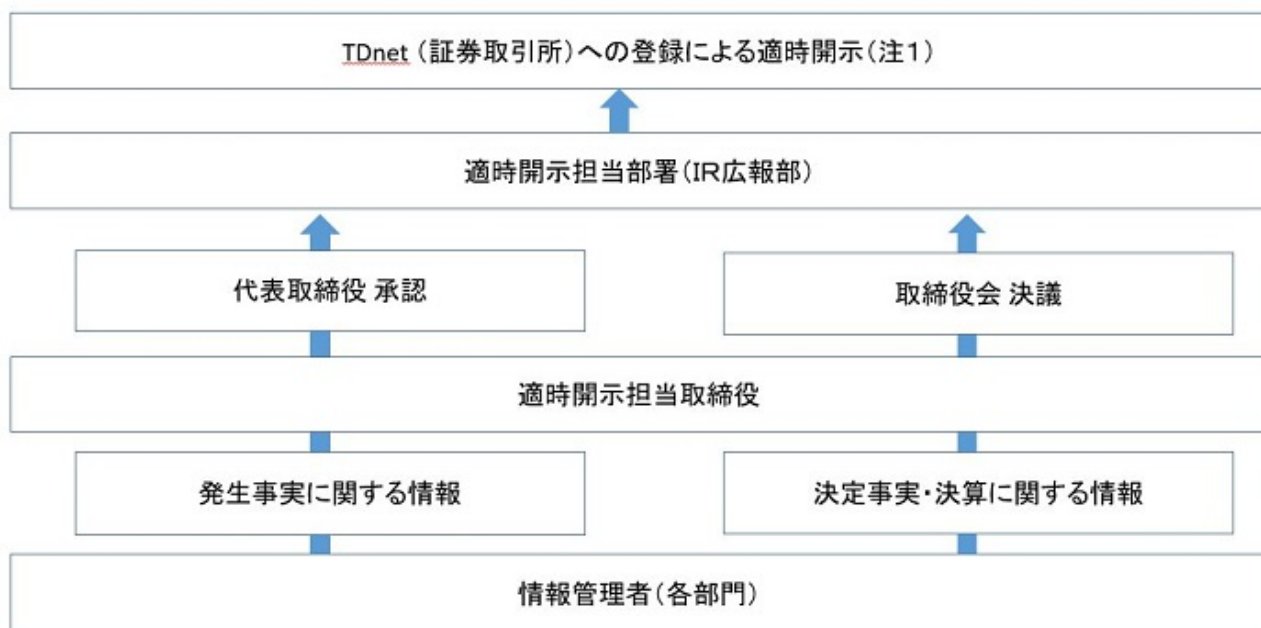 TDnet（証券取引所）への登録による適時開示（注１）
適時開示担当部署（IR広報部）
代表取締役 承認
取締役会 決議
適時開示担当取締役
発生事実に関する情報
決定事実・決算に関する情報
情報管理者（各部門）